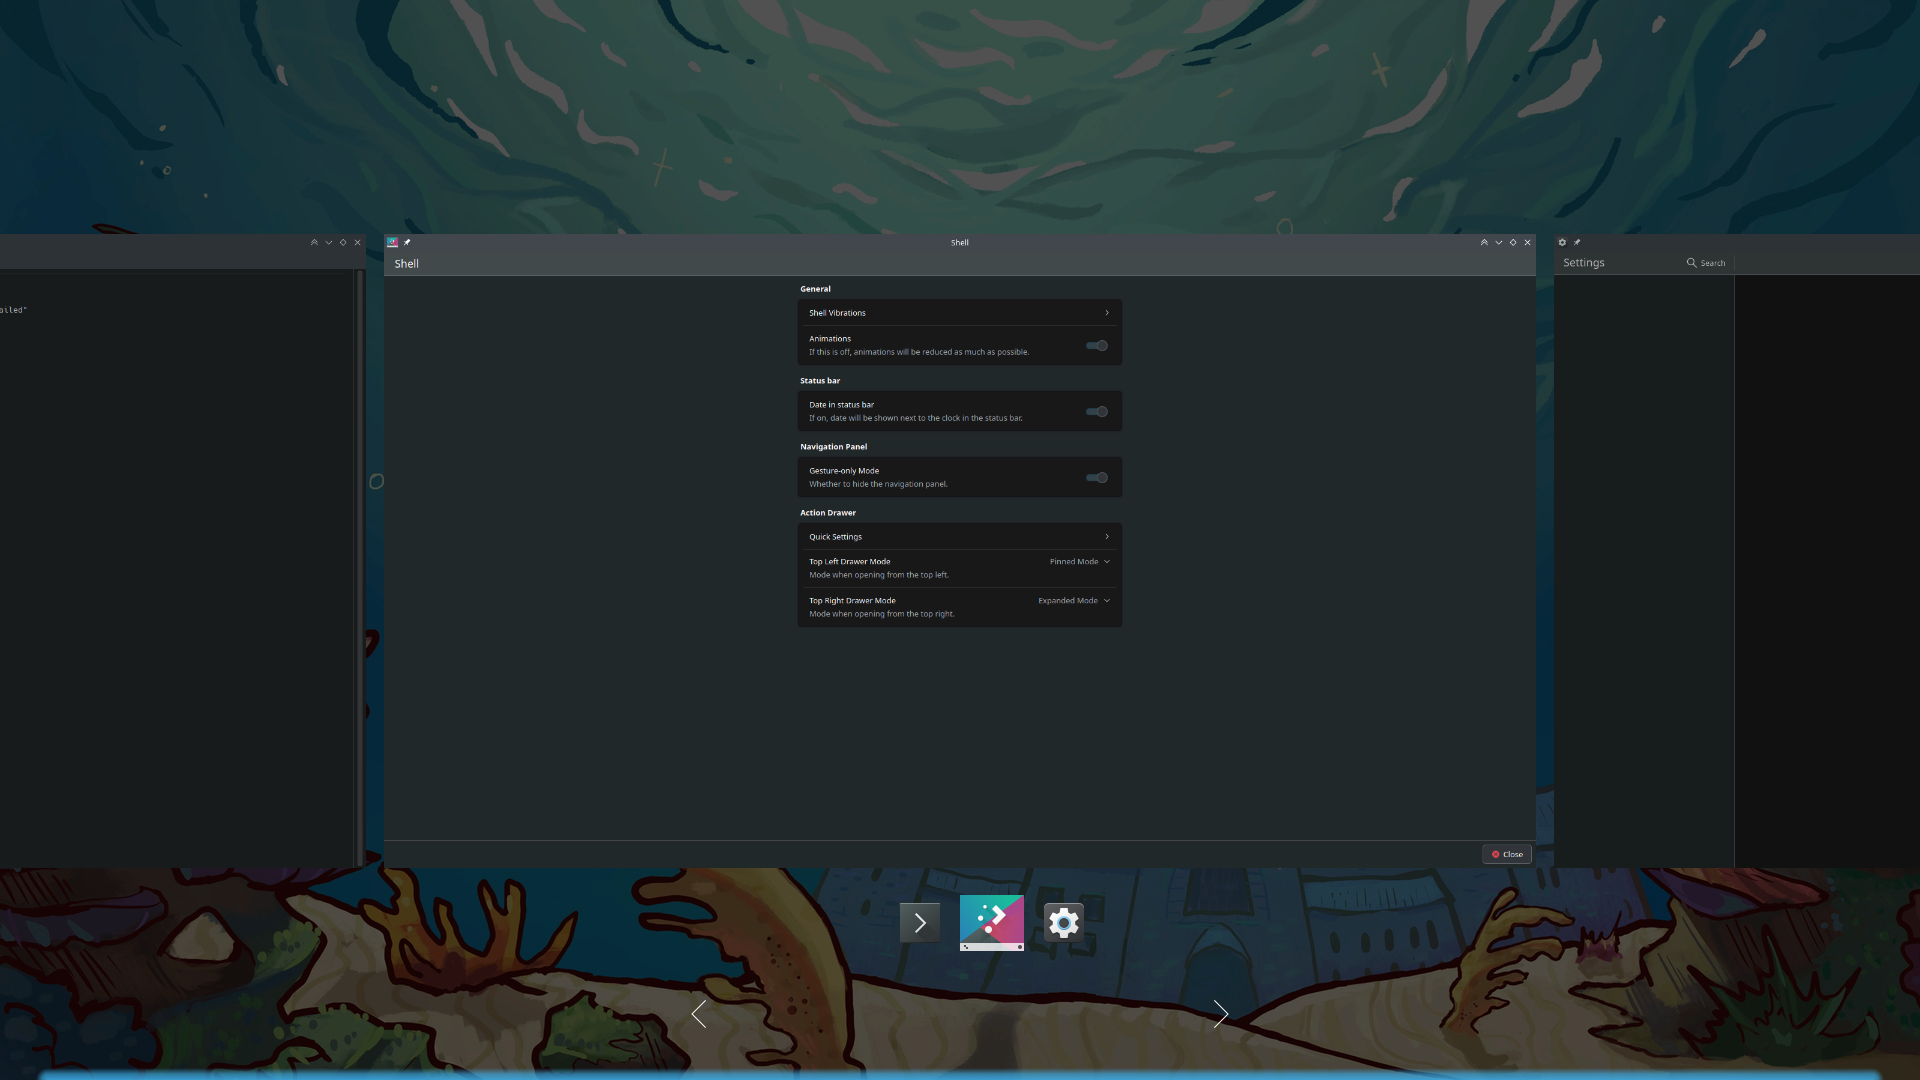 ailed"
Shell
Shell
General
Shell Vibrations
Animations
If this is off, animations will be reduced as much as possible.
Status bar
Date in status bar
If on, date will be shown next to the clock in the status bar.
Navigation Panel
Gesture-only Mode
Whether to hide the navigation panel.
Action Drawer
Quick Settings
Top Left Drawer Mode Pinned Mode
Mode when opening from the top left.
Top Right Drawer Mode Expanded Mode
Mode when opening from the top right.
Close
Settings Search